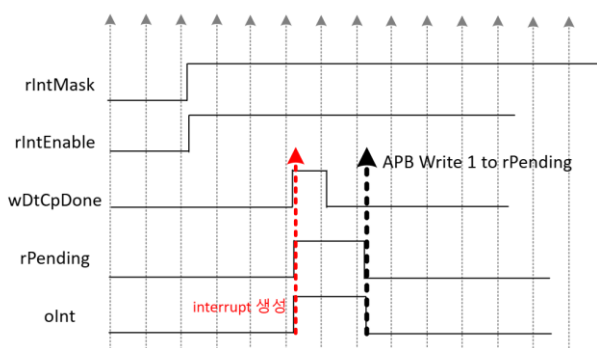 rIntMask
rIntEnable
APB Write 1 to rPending
wDtCpDone
rPending
interrupt 생성
oInt